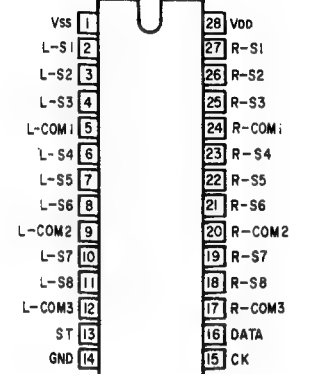 VSS 1 28 VDD
L-S1 2 27 R-S1
L-S2 3 26 R-S2
L-S3 4 25 R-S3
L-COM1 5 24 R-COM1
L-S4 6 23 R-S4
L-S5 7 22 R-S5
L-S6 8 21 R-S6
L-COM2 9 20 R-COM2
L-S7 10 19 R-S7
L-S8 11 18 R-S8
L-COM3 12 17 R-COM3
ST 13 16 DATA
GND 14 15 CK